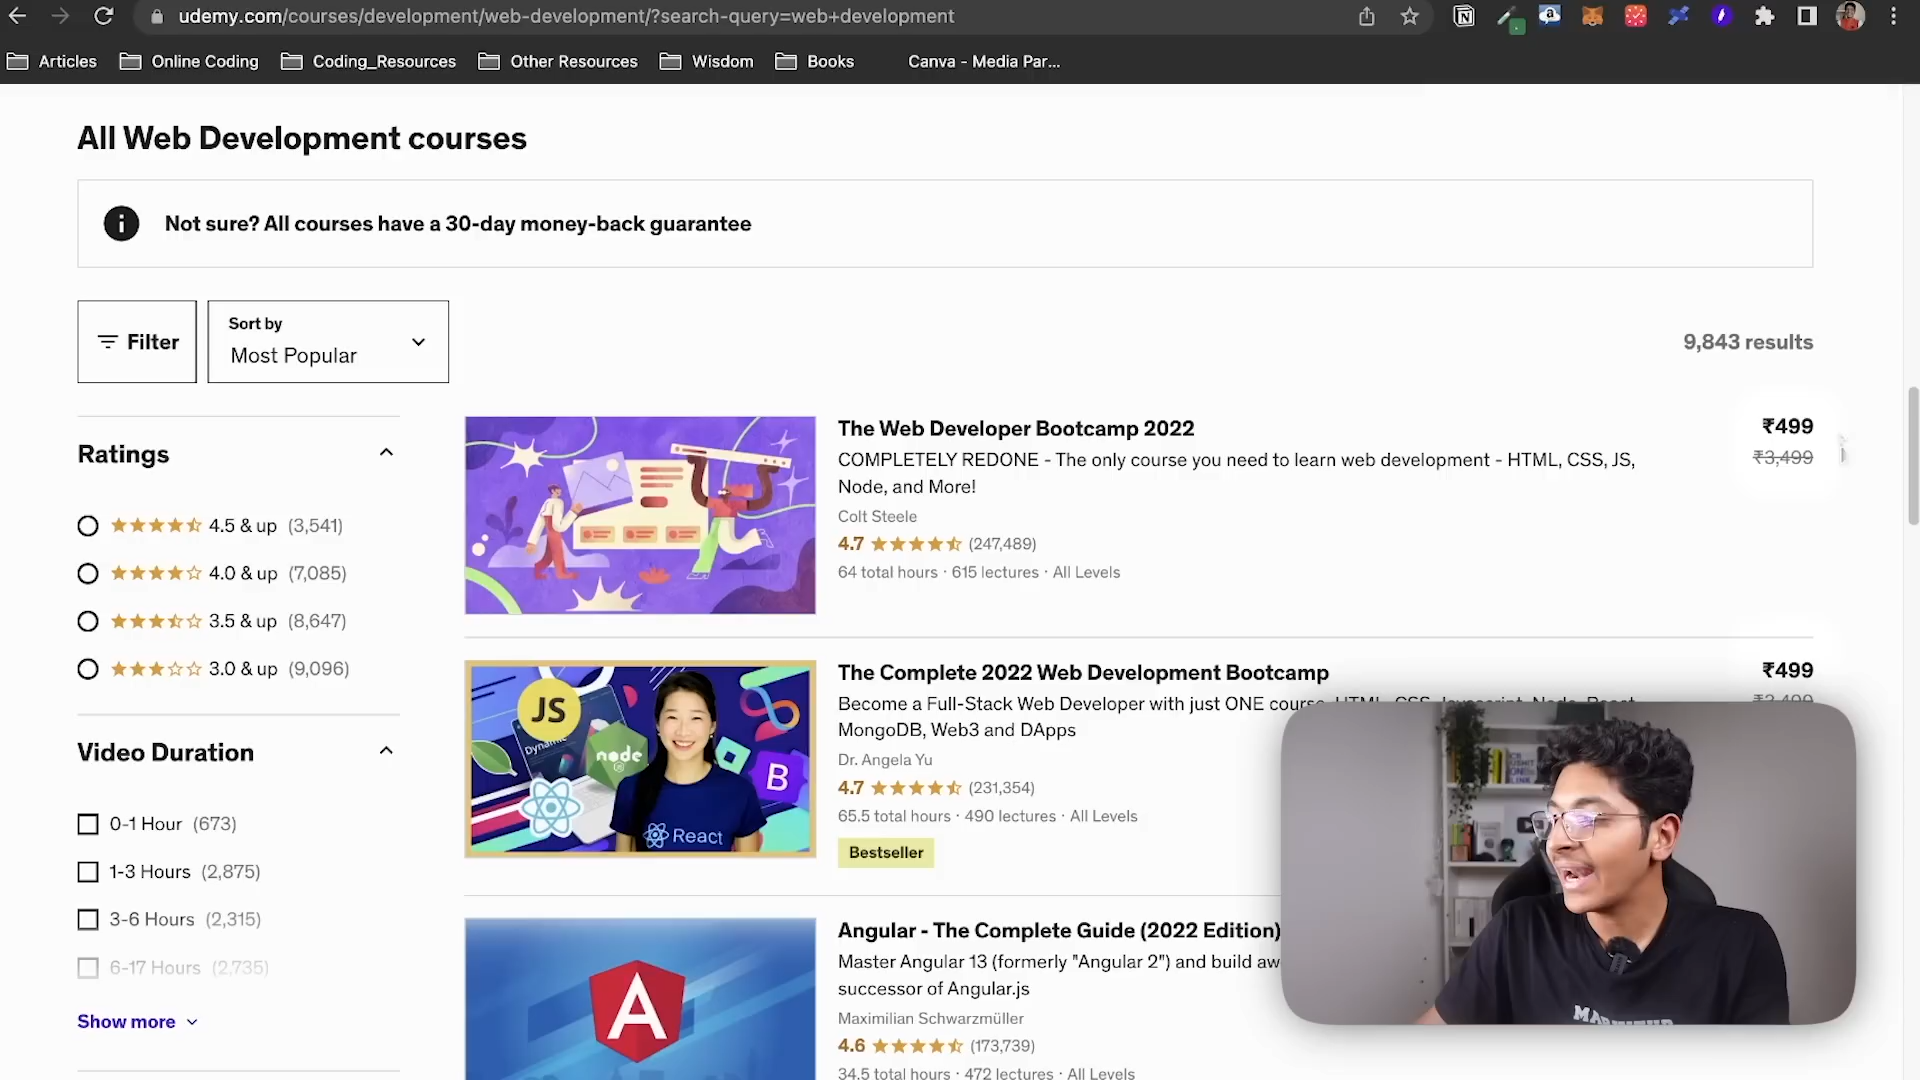 udemy.com/courses/development/web-development/?search-query=web+development
Articles
Online Coding
Coding_Resources
Other Resources
Wisdom
Books
Canva - Media Par...
All Web Development courses
Not sure? All courses have a 30-day money-back guarantee
Filter
Sort by
Most Popular
9,843 results
Ratings
4.5 & up (3,541)
4.0 & up (7,085)
3.5 & up (8,647)
3.0 & up (9,096)
Video Duration
0-1 Hour (673)
1-3 Hours (2,875)
3-6 Hours (2,315)
6-17 Hours (2,735)
Show more
The Web Developer Bootcamp 2022
₹499
COMPLETELY REDONE - The only course you need to learn web development - HTML, CSS, JS,
₹3,499
Node, and More!
Colt Steele
4.7 (247,489)
64 total hours · 615 lectures · All Levels
JS
Dynamic
node
B
React
The Complete 2022 Web Development Bootcamp
₹499
Become a Full-Stack Web Developer with just ONE course. HTML, CSS, Javascript, Node, React,
₹3,499
MongoDB, Web3 and DApps
Dr. Angela Yu
4.7 (231,354)
65.5 total hours · 490 lectures · All Levels
Bestseller
A
Angular - The Complete Guide (2022 Edition)
Master Angular 13 (formerly "Angular 2") and build aw
successor of Angular.js
Maximilian Schwarzmüller
4.6 (173,739)
34.5 total hours · 472 lectures · All Levels